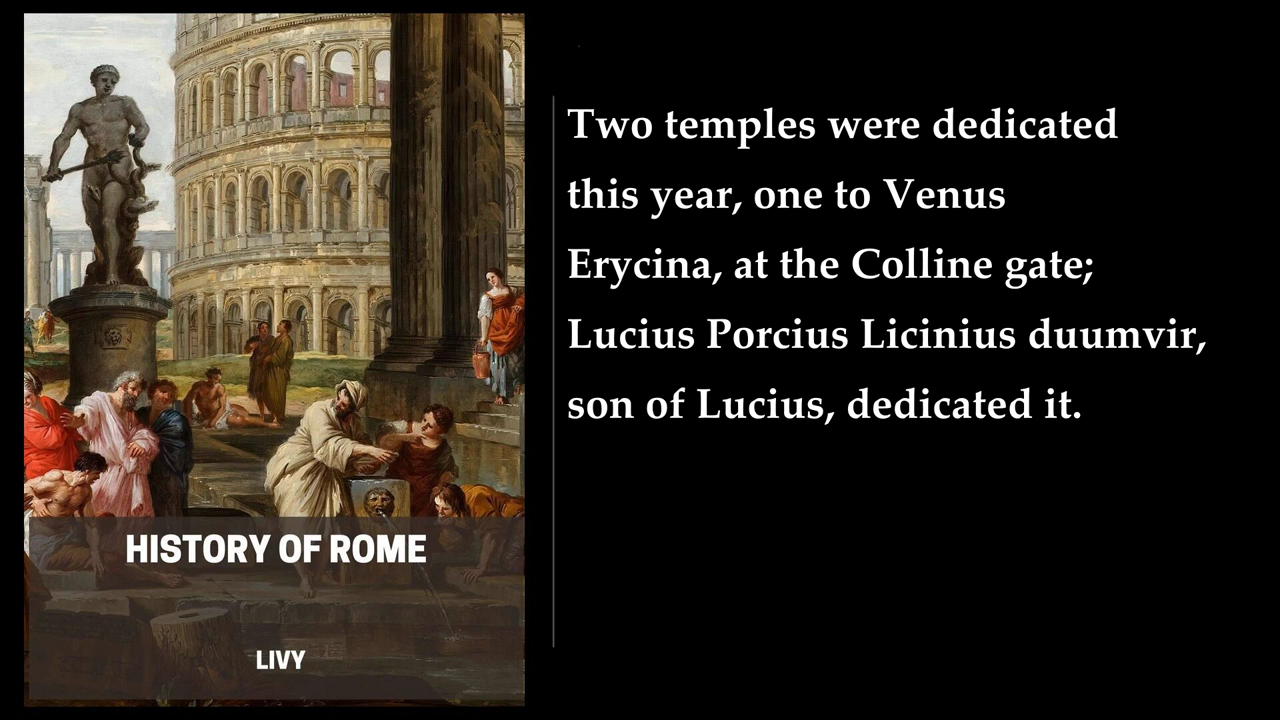 HISTORY OF ROME
LIVY
Two temples were dedicated
this year, one to Venus
Erycina, at the Colline gate;
Lucius Porcius Licinius duumvir,
son of Lucius, dedicated it.